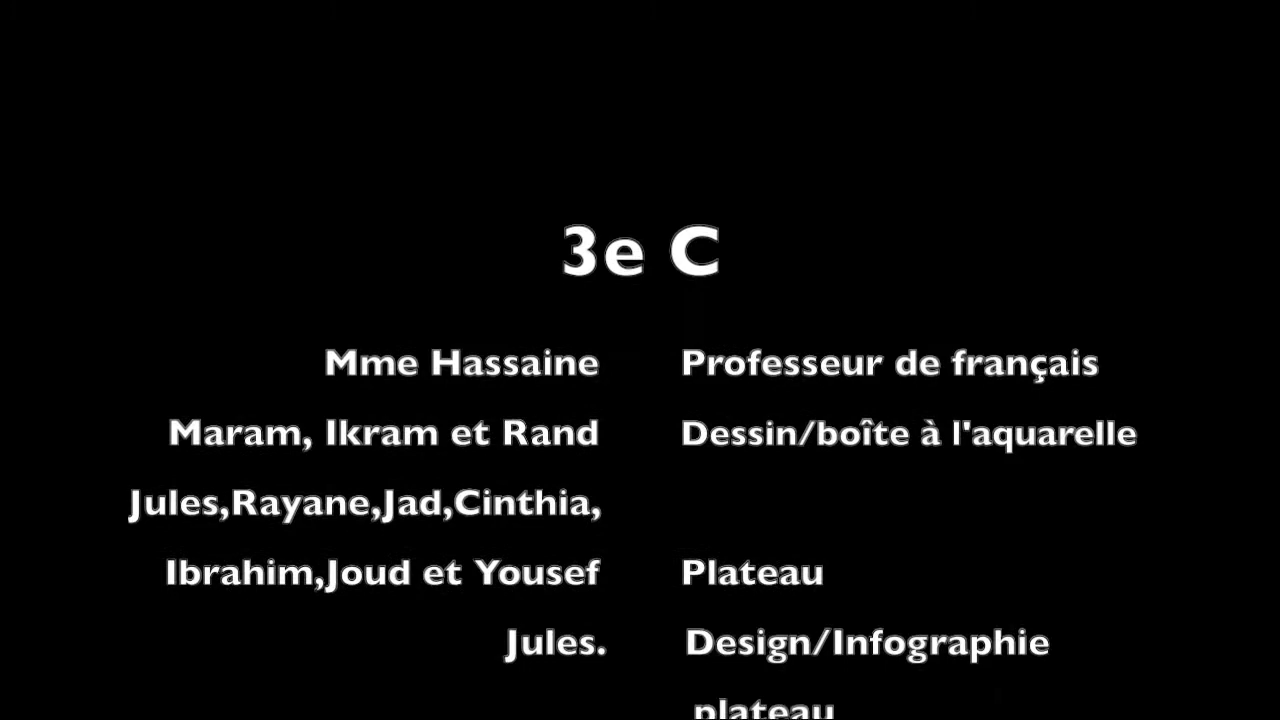 3e C
Mme Hassaine Professeur de français
Maram, Ikram et Rand Dessin/boîte à l'aquarelle
Jules,Rayane,Jad,Cinthia,
Ibrahim,Joud et Yousef Plateau
Jules. Design/Infographie
plateau